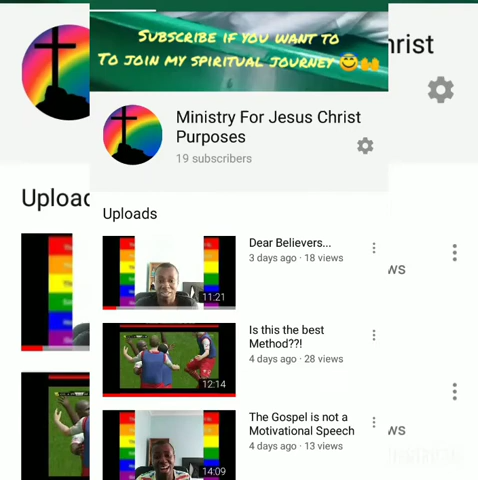 SUBSCRIBE IF YOU WANT TO
TO JOIN MY SPIRITUAL JOURNEY 😇🙌
hrist
Ministry For Jesus Christ
Purposes
19 subscribers
Uploads
Dear Believers...
3 days ago · 18 views
11:21
ws
Is this the best
Method??!
4 days ago · 28 views
12:14
The Gospel is not a
Motivational Speech
4 days ago · 13 views
14:09
ws